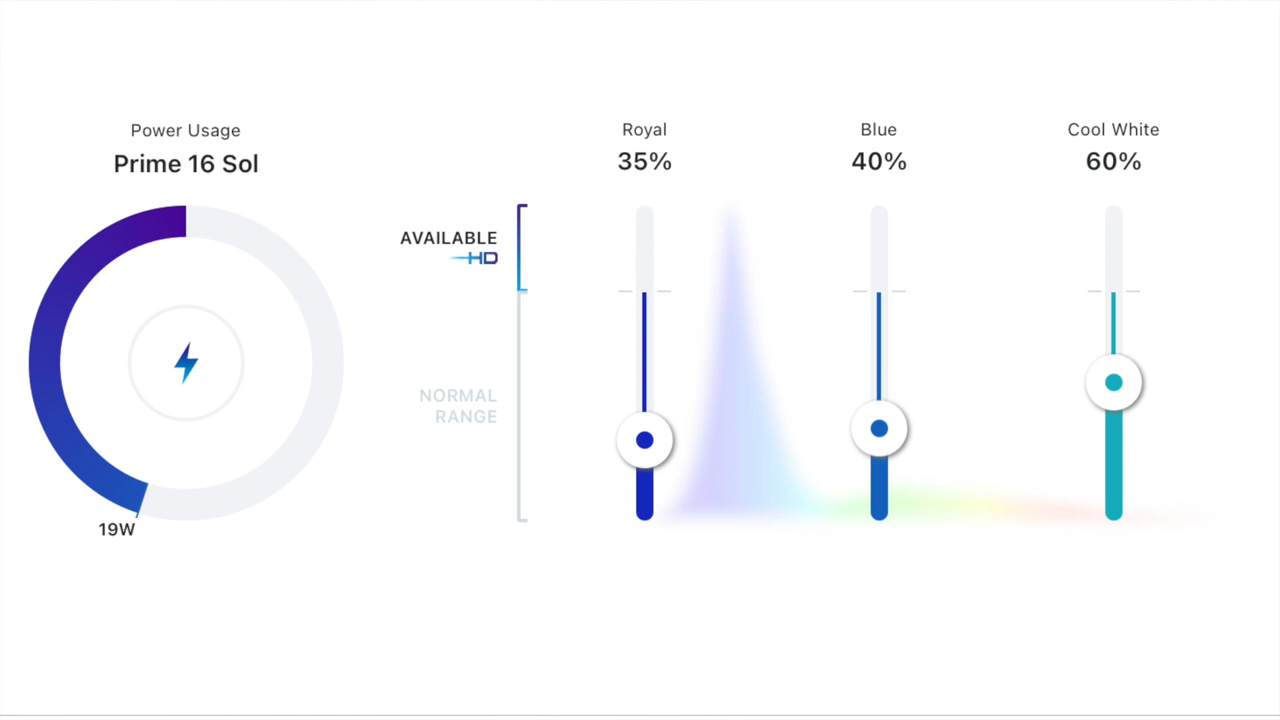 Power Usage
Prime 16 Sol
19W
AVAILABLE
HD
NORMAL
RANGE
Royal
35%
Blue
40%
Cool White
60%